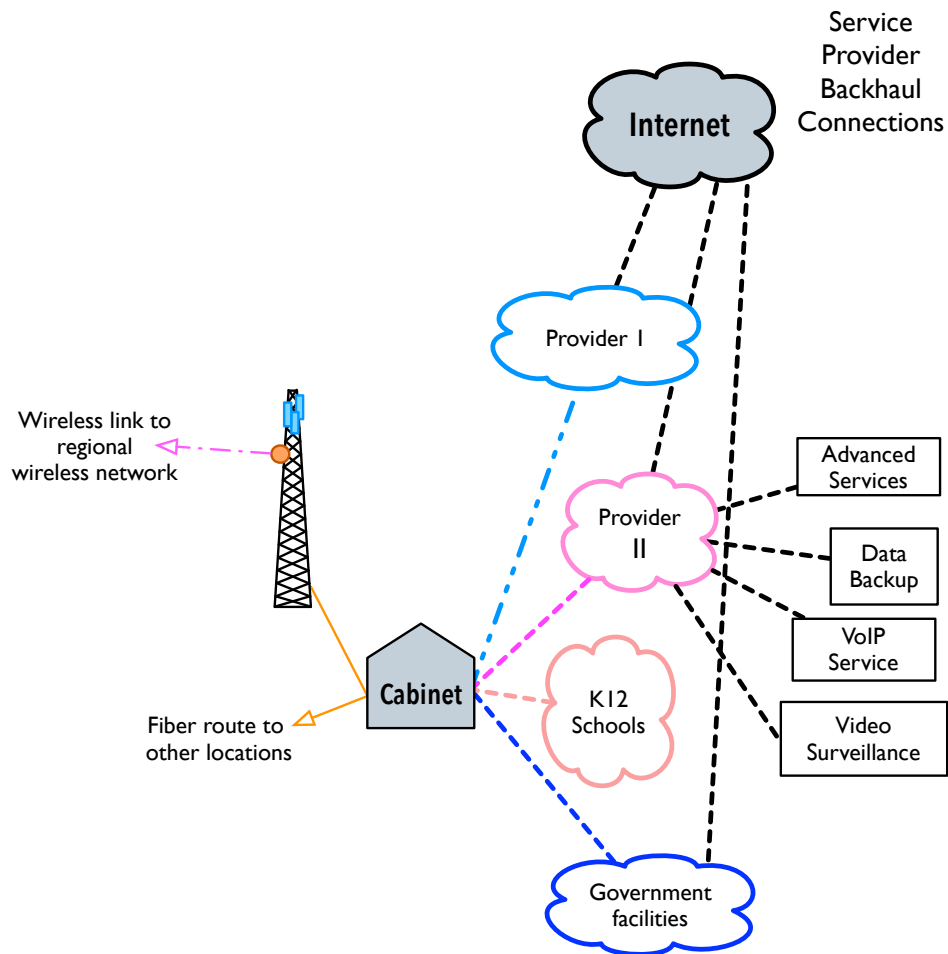 Service
Provider
Backhaul
Connections
Internet
Provider I
Wireless link to
regional
wireless network
Advanced
Services
Provider
II
Data
Backup
VoIP
Service
Cabinet
K12
Schools
Fiber route to
other locations
Video
Surveillance
Government
facilities